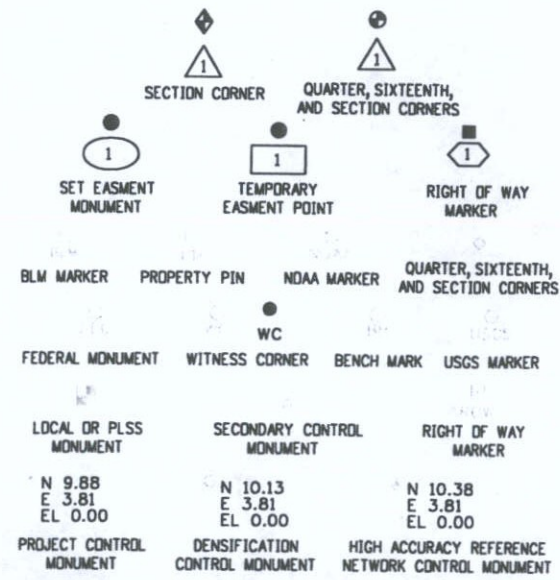 1
1
SECTION CORNER
QUARTER, SIXTEENTH,
AND SECTION CORNERS
1
1
1
SET EASMENT
MONUMENT
TEMPORARY
EASMENT POINT
RIGHT OF WAY
MARKER
BLM MARKER
PROPERTY PIN
NOAA MARKER
QUARTER, SIXTEENTH,
AND SECTION CORNERS
WC
FEDERAL MONUMENT
WITNESS CORNER
BENCH MARK
USGS MARKER
LOCAL OR PLSS
MONUMENT
SECONDARY CONTROL
MONUMENT
RIGHT OF WAY
MARKER
N 9.88
E 3.81
EL 0.00
N 10.13
E 3.81
EL 0.00
N 10.38
E 3.81
EL 0.00
PROJECT CONTROL
MONUMENT
DENSIFICATION
CONTROL MONUMENT
HIGH ACCURACY REFERENCE
NETWORK CONTROL MONUMENT